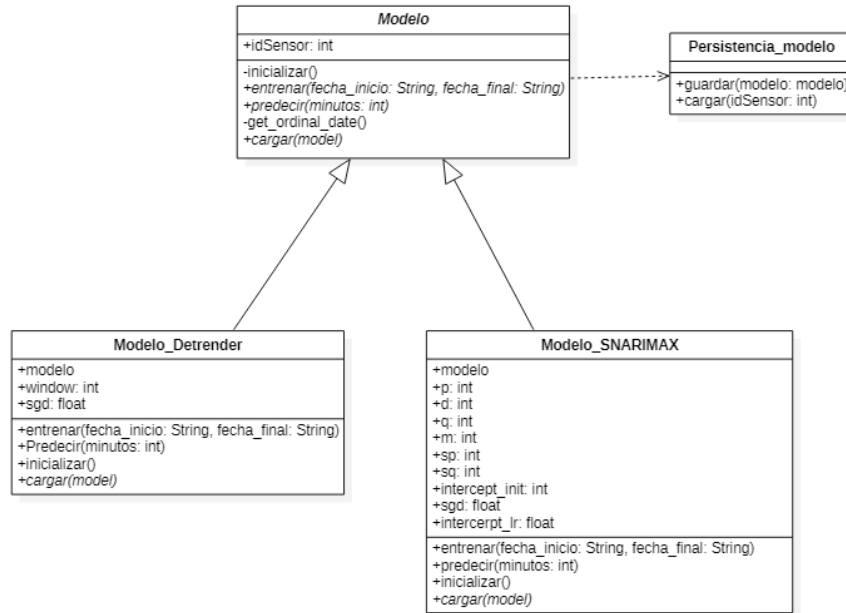 Modelo
+idSensor: int
-inicializar()
+entrenar(fecha_inicio: String, fecha_final: String)
+predecir(minutos: int)
-get_ordinal_date()
+cargar(model)
Persistencia_modelo
+guardar(modelo: modelo)
+cargar(idSensor: int)
Modelo_Detrender
+modelo
+window: int
+sgd: float
+entrenar(fecha_inicio: String, fecha_final: String)
+Predecir(minutos: int)
+inicializar()
+cargar(model)
Modelo_SNARIMAX
+modelo
+p: int
+d: int
+q: int
+m: int
+sp: int
+sq: int
+intercept_init: int
+sgd: float
+intercerpt_lr: float
+entrenar(fecha_inicio: String, fecha_final: String)
+predecir(minutos: int)
+inicializar()
+cargar(model)